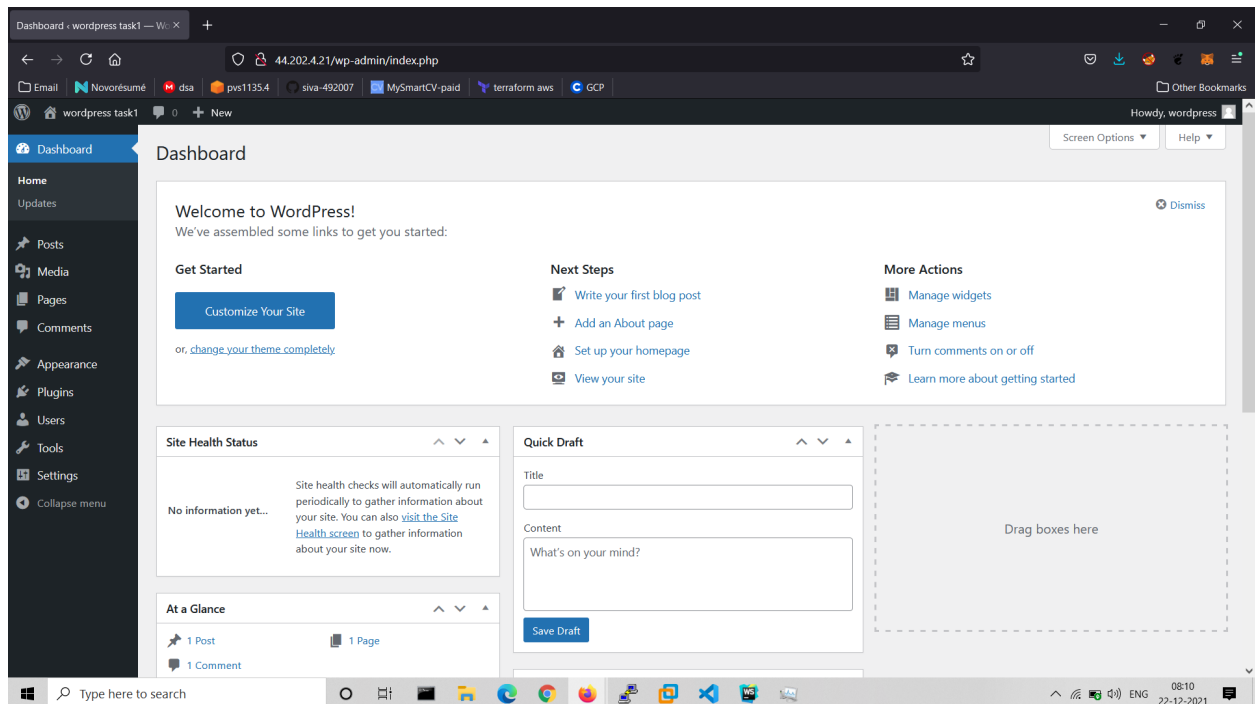 Dashboard ‹ wordpress task1 — Wo
44.202.4.21/wp-admin/index.php
Email Novorésumé dsa pvs1135.4 siva-492007 MySmartCV-paid terraform aws GCP Other Bookmarks
wordpress task1 0 + New Howdy, wordpress
Screen Options ▼ Help ▼
Dashboard
Home
Updates
Posts
Media
Pages
Comments
Appearance
Plugins
Users
Tools
Settings
Collapse menu
Dashboard
Welcome to WordPress!
Dismiss
We've assembled some links to get you started:
Get Started
Customize Your Site
or, change your theme completely
Next Steps
Write your first blog post
Add an About page
Set up your homepage
View your site
More Actions
Manage widgets
Manage menus
Turn comments on or off
Learn more about getting started
Site Health Status
No information yet...
Site health checks will automatically run
periodically to gather information about
your site. You can also visit the Site
Health screen to gather information
about your site now.
At a Glance
1 Post 1 Page
1 Comment
Quick Draft
Title
Content
What's on your mind?
Save Draft
Drag boxes here
Type here to search
ENG
08:10
22-12-2021